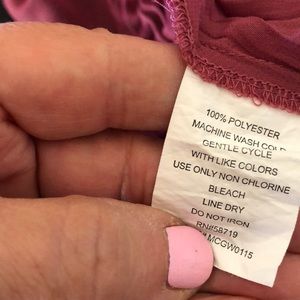 100% POLYESTER
MACHINE WASH COLD
GENTLE CYCLE
WITH LIKE COLORS
USE ONLY NON CHLORINE
BLEACH
LINE DRY
DO NOT IRON
RN#58719
MCGW0115